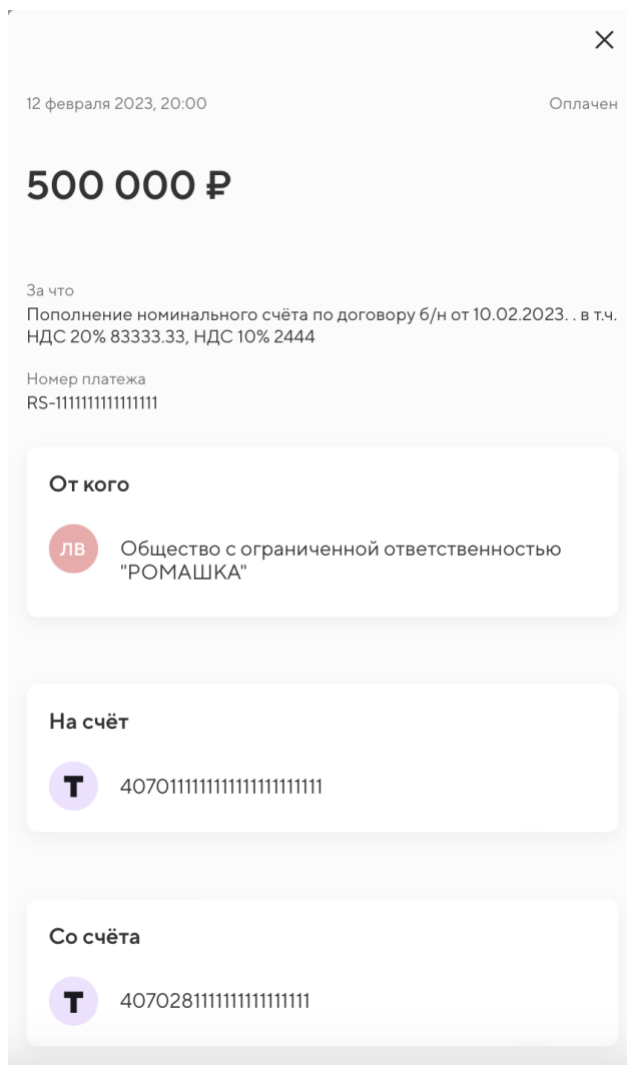 12 февраля 2023, 20:00
Оплачен
500 000 ₽
За что
Пополнение номинального счёта по договору б/н от 10.02.2023. . в т.ч.
НДС 20% 83333.33, НДС 10% 2444
Номер платежа
RS-1111111111111111
От кого
ЛВ
Общество с ограниченной ответственностью
"РОМАШКА"
На счёт
Т
40701111111111111111111111
Со счёта
Т
4070281111111111111111